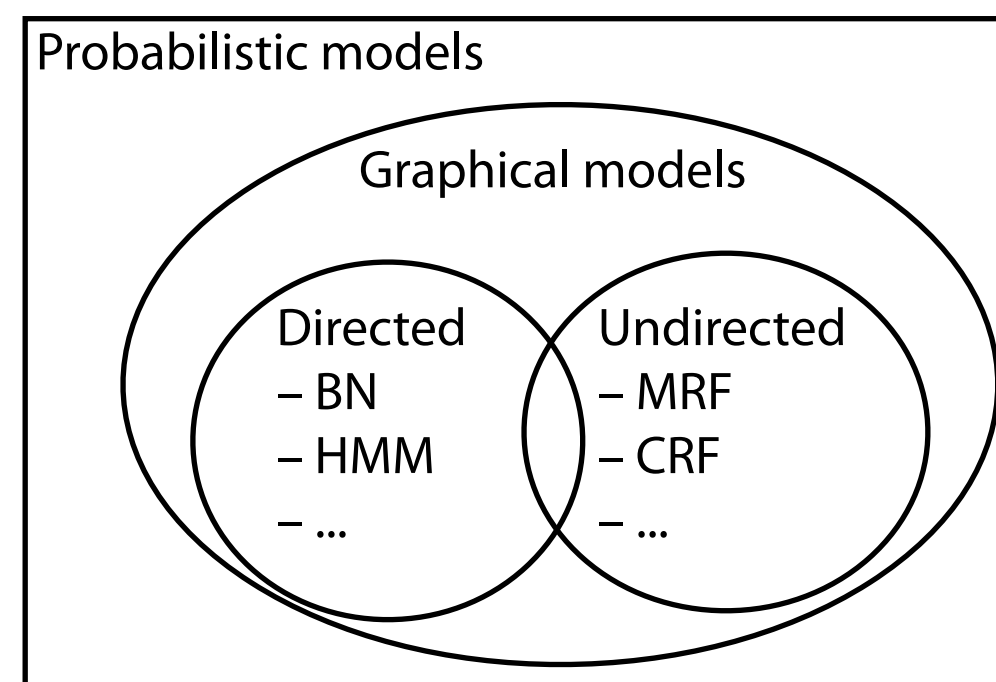 Probabilistic models
Graphical models
Directed
– BN
– HMM
– ...
Undirected
– MRF
– CRF
– ...